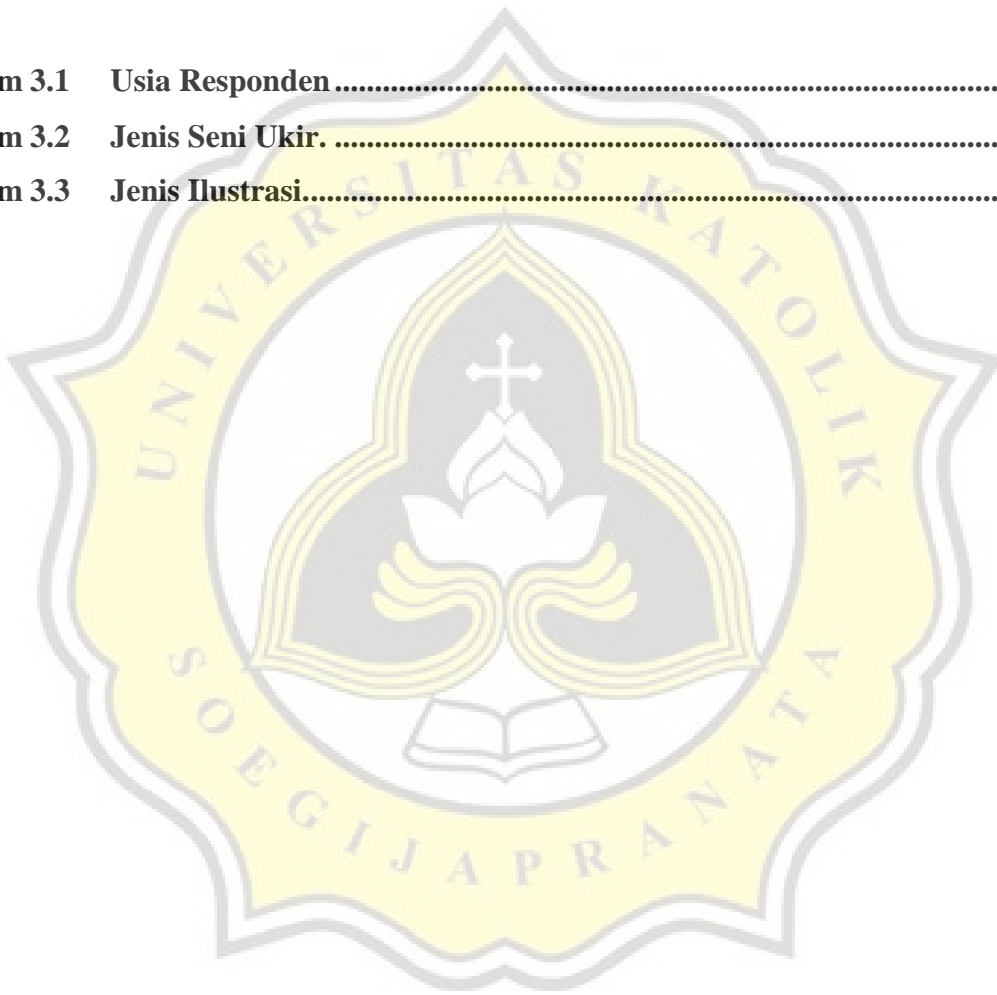 m 3.1 Usia Responden ........................................................................................
m 3.2 Jenis Seni Ukir. ........................................................................................
m 3.3 Jenis Ilustrasi............................................................................................
UNIVERSITAS KATOLIK
SOEGIJAPRANATA